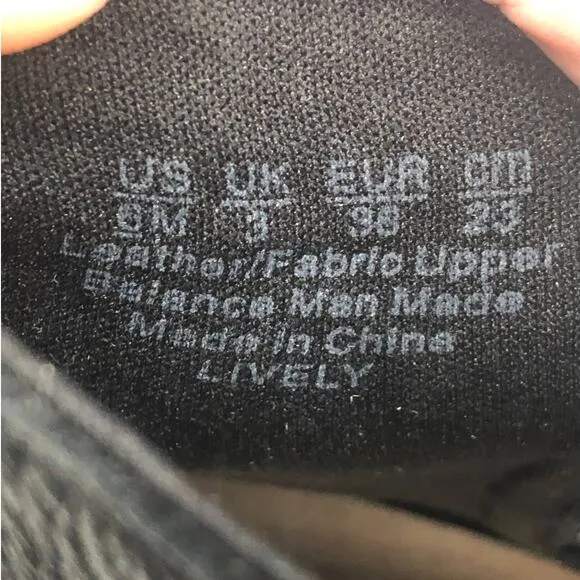 US UK EUR cm
6M 3 36 23
Leather/Fabric Upper
Balance Man Made
Made in China
LIVELY